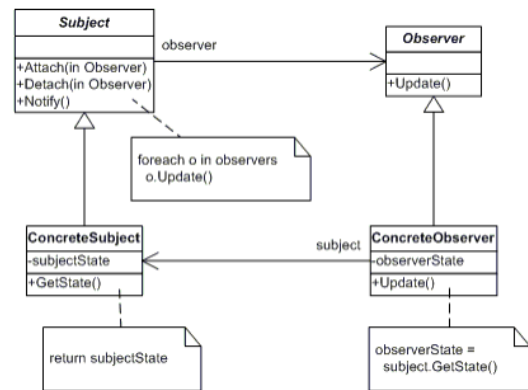 Subject
observer
Observer
+Attach(in Observer)
+Detach(in Observer)
+Notify()
+Update()
foreach o in observers
o.Update()
ConcreteSubject
-subjectState
+GetState()
subject
ConcreteObserver
-observerState
+Update()
return subjectState
observerState =
subject.GetState()